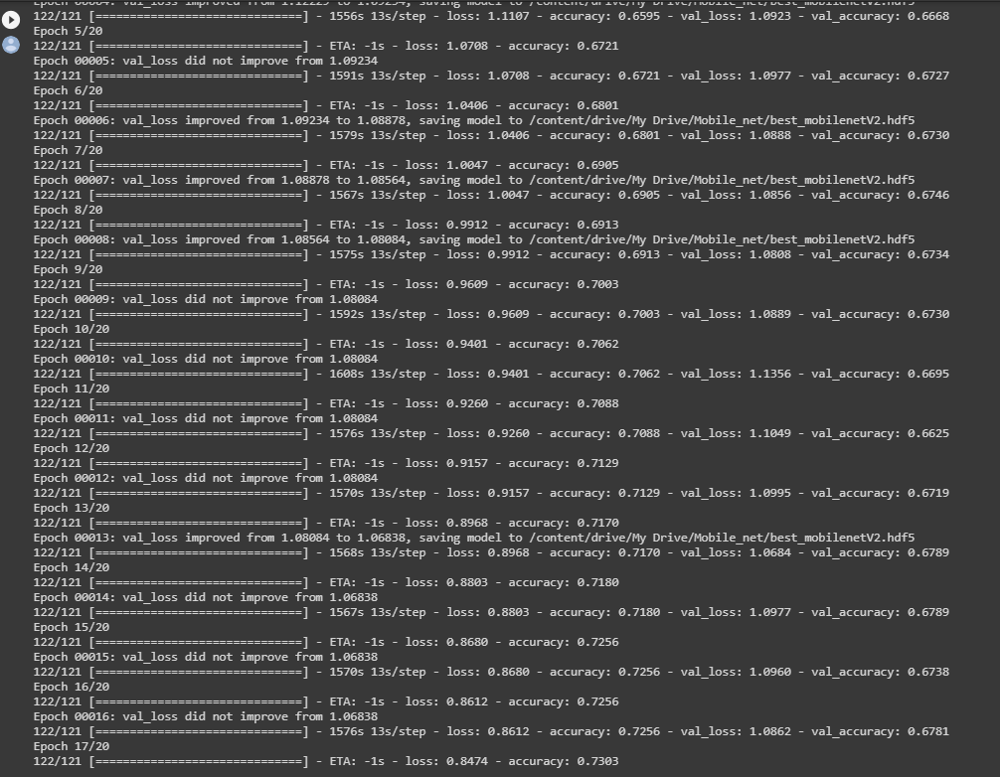 Epoch 00004: val_loss improved from 1.12225 to 1.09234, saving model to /content/drive/My Drive/Mobile_net/best_mobilenetV2.hdf5
122/121 [==============================] - 1556s 13s/step - loss: 1.1107 - accuracy: 0.6595 - val_loss: 1.0923 - val_accuracy: 0.6668
Epoch 5/20
122/121 [==============================] - ETA: -1s - loss: 1.0708 - accuracy: 0.6721
Epoch 00005: val_loss did not improve from 1.09234
122/121 [==============================] - 1591s 13s/step - loss: 1.0708 - accuracy: 0.6721 - val_loss: 1.0977 - val_accuracy: 0.6727
Epoch 6/20
122/121 [==============================] - ETA: -1s - loss: 1.0406 - accuracy: 0.6801
Epoch 00006: val_loss improved from 1.09234 to 1.08878, saving model to /content/drive/My Drive/Mobile_net/best_mobilenetV2.hdf5
122/121 [==============================] - 1579s 13s/step - loss: 1.0406 - accuracy: 0.6801 - val_loss: 1.0888 - val_accuracy: 0.6730
Epoch 7/20
122/121 [==============================] - ETA: -1s - loss: 1.0047 - accuracy: 0.6905
Epoch 00007: val_loss improved from 1.08878 to 1.08564, saving model to /content/drive/My Drive/Mobile_net/best_mobilenetV2.hdf5
122/121 [==============================] - 1567s 13s/step - loss: 1.0047 - accuracy: 0.6905 - val_loss: 1.0856 - val_accuracy: 0.6746
Epoch 8/20
122/121 [==============================] - ETA: -1s - loss: 0.9912 - accuracy: 0.6913
Epoch 00008: val_loss improved from 1.08564 to 1.08084, saving model to /content/drive/My Drive/Mobile_net/best_mobilenetV2.hdf5
122/121 [==============================] - 1575s 13s/step - loss: 0.9912 - accuracy: 0.6913 - val_loss: 1.0808 - val_accuracy: 0.6734
Epoch 9/20
122/121 [==============================] - ETA: -1s - loss: 0.9609 - accuracy: 0.7003
Epoch 00009: val_loss did not improve from 1.08084
122/121 [==============================] - 1592s 13s/step - loss: 0.9609 - accuracy: 0.7003 - val_loss: 1.0889 - val_accuracy: 0.6730
Epoch 10/20
122/121 [==============================] - ETA: -1s - loss: 0.9401 - accuracy: 0.7062
Epoch 00010: val_loss did not improve from 1.08084
122/121 [==============================] - 1608s 13s/step - loss: 0.9401 - accuracy: 0.7062 - val_loss: 1.1356 - val_accuracy: 0.6695
Epoch 11/20
122/121 [==============================] - ETA: -1s - loss: 0.9260 - accuracy: 0.7088
Epoch 00011: val_loss did not improve from 1.08084
122/121 [==============================] - 1576s 13s/step - loss: 0.9260 - accuracy: 0.7088 - val_loss: 1.1049 - val_accuracy: 0.6625
Epoch 12/20
122/121 [==============================] - ETA: -1s - loss: 0.9157 - accuracy: 0.7129
Epoch 00012: val_loss did not improve from 1.08084
122/121 [==============================] - 1570s 13s/step - loss: 0.9157 - accuracy: 0.7129 - val_loss: 1.0995 - val_accuracy: 0.6719
Epoch 13/20
122/121 [==============================] - ETA: -1s - loss: 0.8968 - accuracy: 0.7170
Epoch 00013: val_loss improved from 1.08084 to 1.06838, saving model to /content/drive/My Drive/Mobile_net/best_mobilenetV2.hdf5
122/121 [==============================] - 1568s 13s/step - loss: 0.8968 - accuracy: 0.7170 - val_loss: 1.0684 - val_accuracy: 0.6789
Epoch 14/20
122/121 [==============================] - ETA: -1s - loss: 0.8803 - accuracy: 0.7180
Epoch 00014: val_loss did not improve from 1.06838
122/121 [==============================] - 1567s 13s/step - loss: 0.8803 - accuracy: 0.7180 - val_loss: 1.0977 - val_accuracy: 0.6789
Epoch 15/20
122/121 [==============================] - ETA: -1s - loss: 0.8680 - accuracy: 0.7256
Epoch 00015: val_loss did not improve from 1.06838
122/121 [==============================] - 1570s 13s/step - loss: 0.8680 - accuracy: 0.7256 - val_loss: 1.0960 - val_accuracy: 0.6738
Epoch 16/20
122/121 [==============================] - ETA: -1s - loss: 0.8612 - accuracy: 0.7256
Epoch 00016: val_loss did not improve from 1.06838
122/121 [==============================] - 1576s 13s/step - loss: 0.8612 - accuracy: 0.7256 - val_loss: 1.0862 - val_accuracy: 0.6781
Epoch 17/20
122/121 [==============================] - ETA: -1s - loss: 0.8474 - accuracy: 0.7303